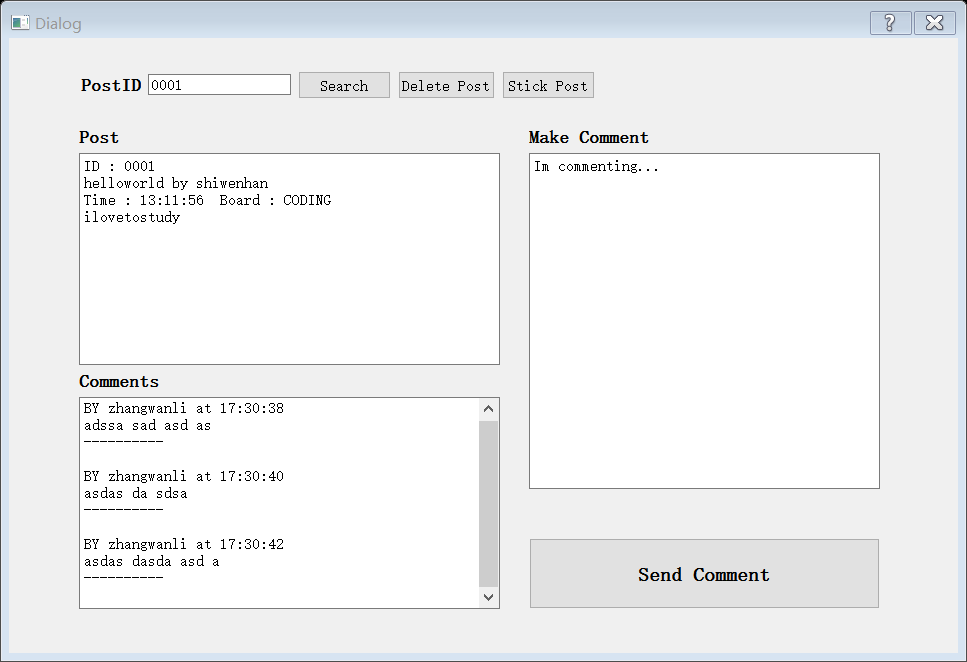 Dialog
PostID 0001 Search Delete Post Stick Post
Post
ID : 0001
helloworld by shiwenhan
Time : 13:11:56  Board : CODING
ilovetostudy
Comments
BY zhangwanli at 17:30:38
adssa sad asd as
----------
BY zhangwanli at 17:30:40
asdas da sdsa
----------
BY zhangwanli at 17:30:42
asdas dasda asd a
----------
Make Comment
Im commenting...
Send Comment